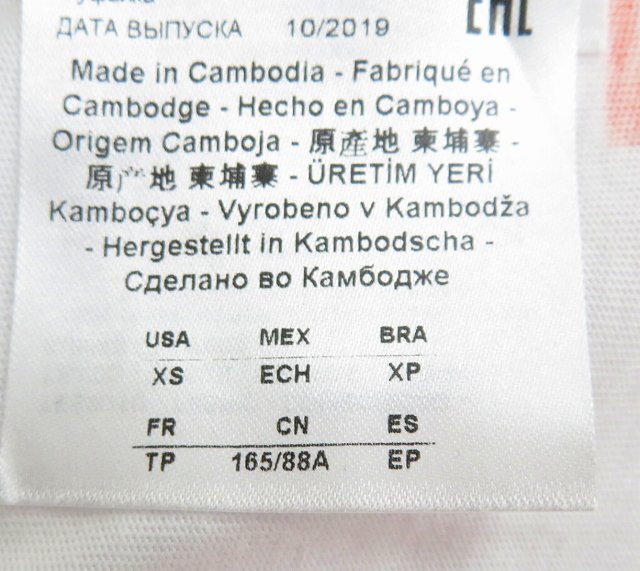 ДАТА ВЫПУСКА 10/2019
EAC
Made in Cambodia - Fabriqué en
Cambodge - Hecho en Camboya -
Origem Camboja - 原產地 柬埔寨 -
原产地 柬埔寨 - ÜRETİM YERİ
Kamboçya - Vyrobeno v Kambodža
- Hergestellt in Kambodscha -
Сделано во Камбодже
USA MEX BRA
XS ECH XP
FR CN ES
TP 165/88A EP